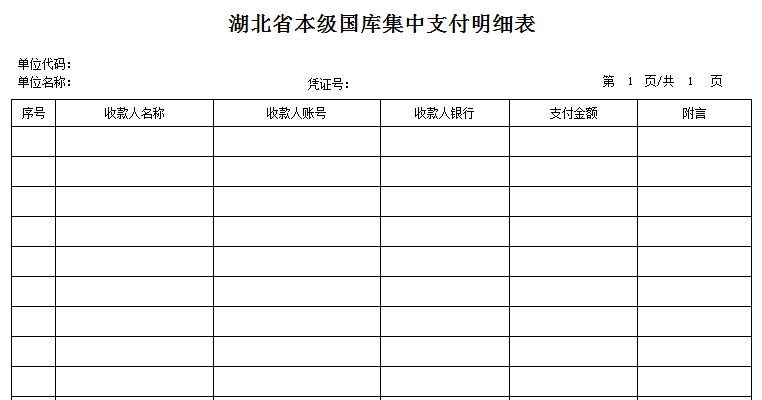 湖北省本级国库集中支付明细表
单位代码:
单位名称: 凭证号: 第 1 页/共 1 页
序号 收款人名称 收款人账号 收款人银行 支付金额 附言